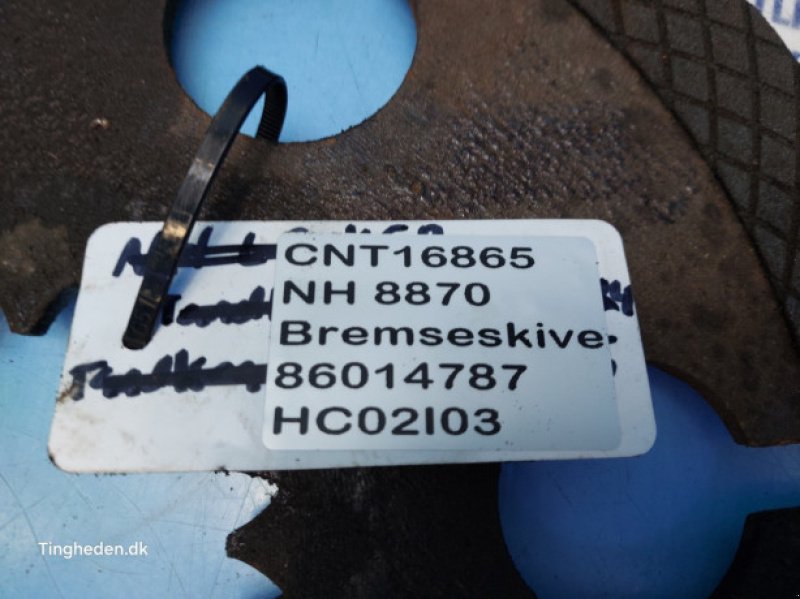 CNT16865
NH 8870
Bremseskive
86014787
HC02I03
Tingheden.dk